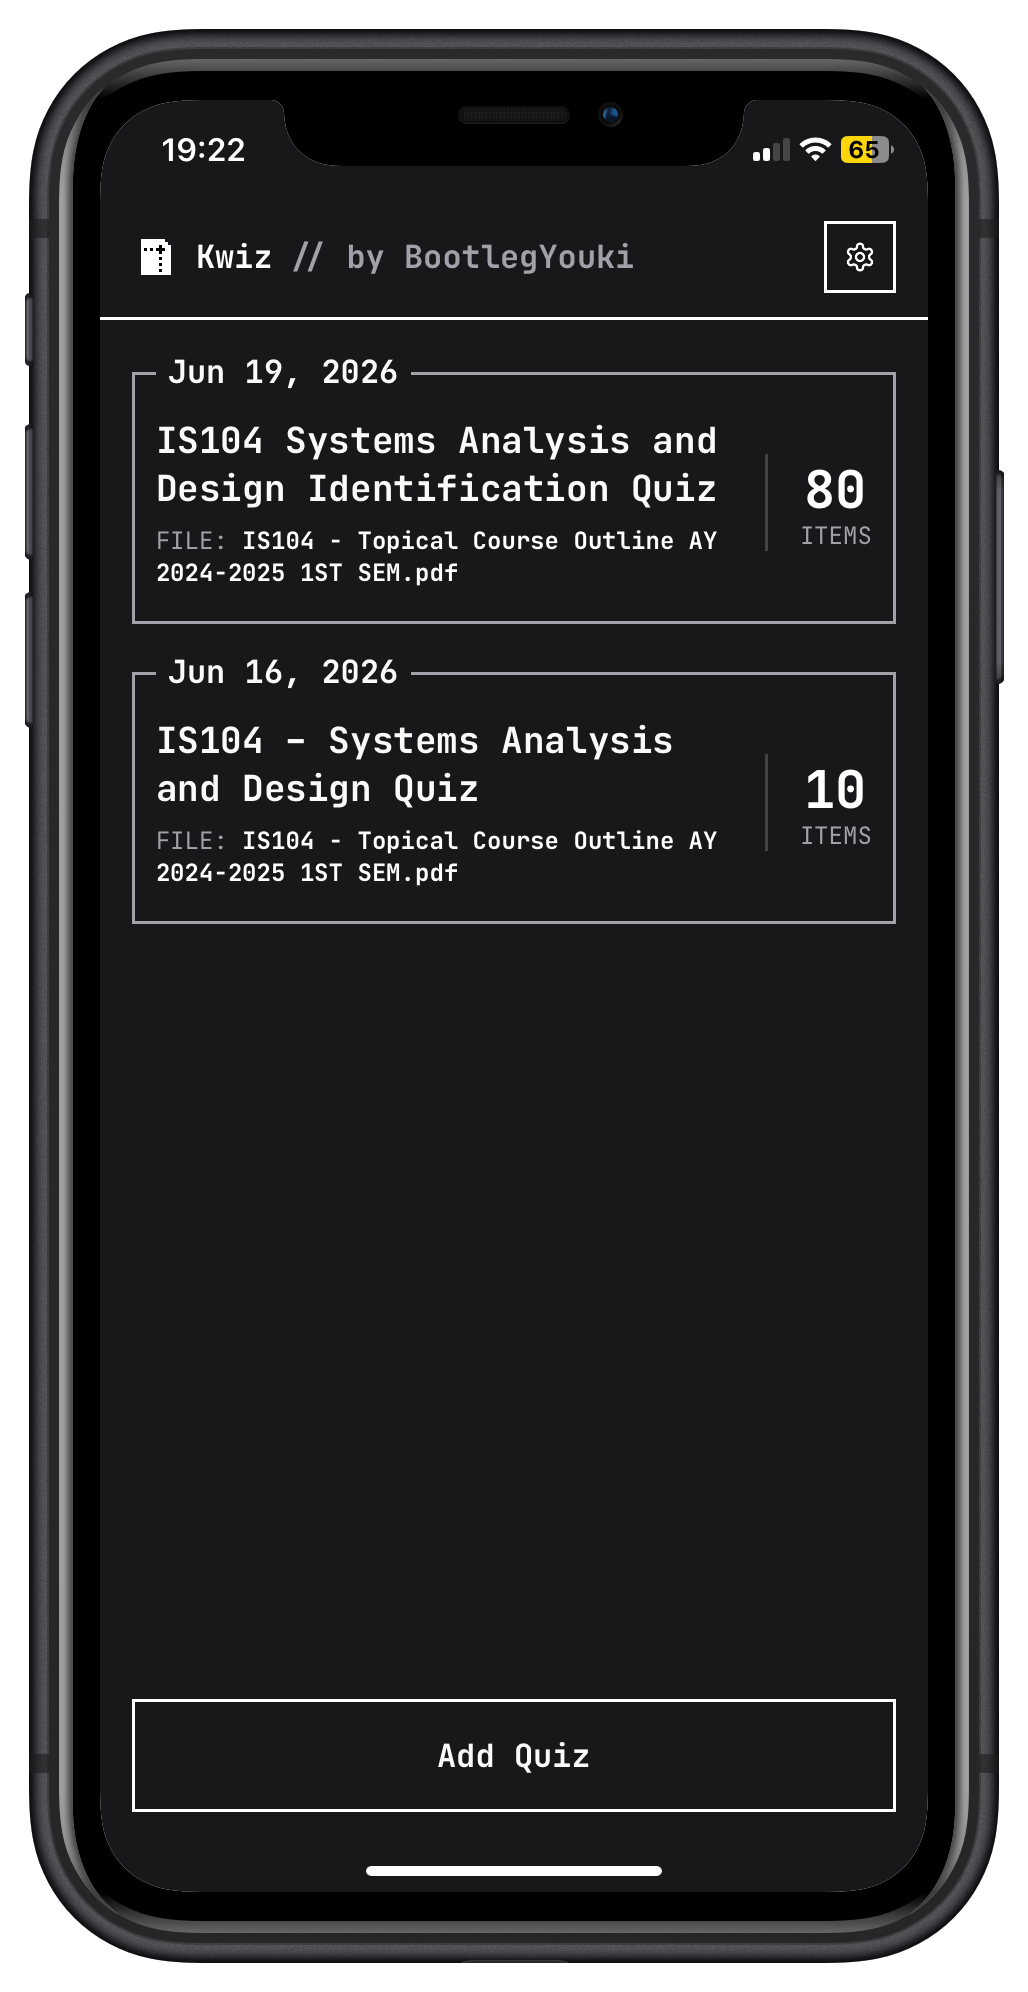 19:22
65
Kwiz // by BootlegYouki
Jun 19, 2026
IS104 Systems Analysis and
Design Identification Quiz
FILE: IS104 - Topical Course Outline AY
2024-2025 1ST SEM.pdf
80
ITEMS
Jun 16, 2026
IS104 – Systems Analysis
and Design Quiz
FILE: IS104 - Topical Course Outline AY
2024-2025 1ST SEM.pdf
10
ITEMS
Add Quiz